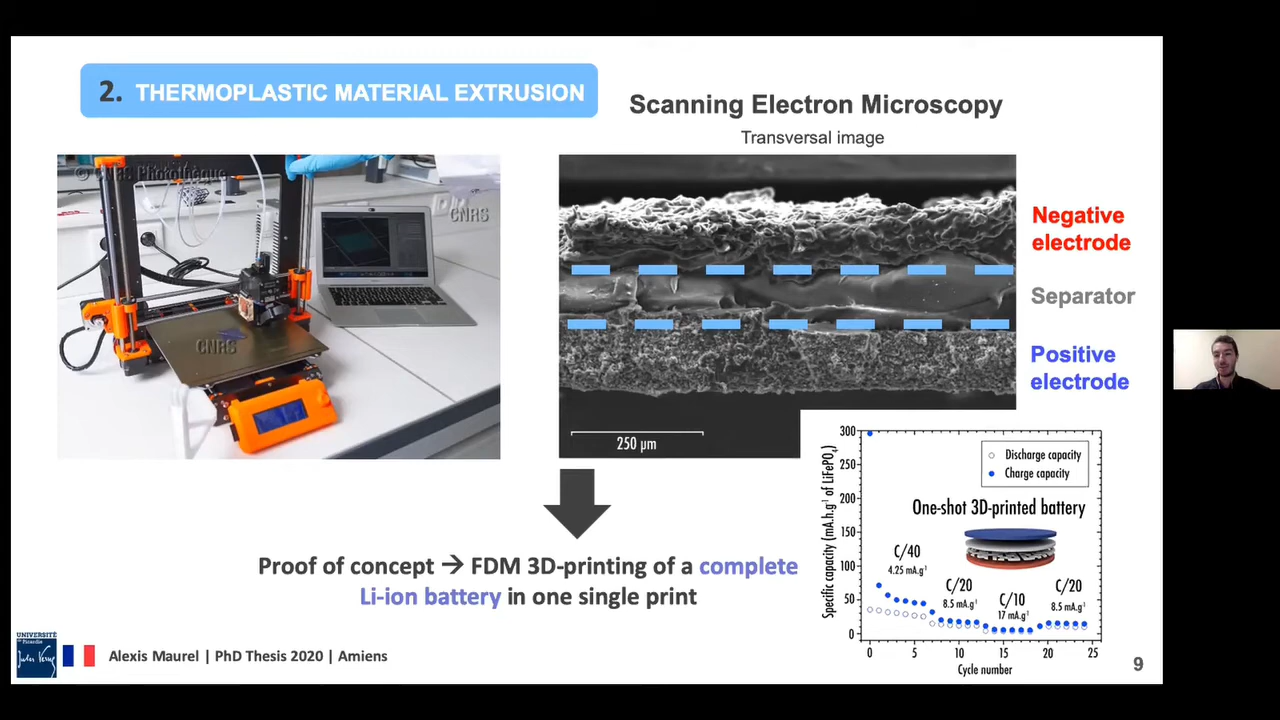 2. THERMOPLASTIC MATERIAL EXTRUSION
Scanning Electron Microscopy
Transversal image
© CNRS Photothèque
CNRS
CNRS
Negative
electrode
Separator
Positive
electrode
250 µm
Proof of concept → FDM 3D-printing of a complete
Li-ion battery in one single print
Specific capacity (mA.h.g⁻¹ of LiFePO₄)
300
250
200
150
100
50
0
Discharge capacity
Charge capacity
One-shot 3D-printed battery
C/40
4.25 mA.g⁻¹
C/20
8.5 mA.g⁻¹
C/10
17 mA.g⁻¹
C/20
8.5 mA.g⁻¹
0 5 10 15 20 25
Cycle number
UNIVERSITÉ
de Picardie
Jules Verne
Alexis Maurel | PhD Thesis 2020 | Amiens
9